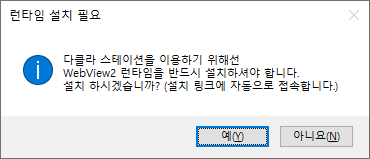 런타임 설치 필요
다클라 스테이션을 이용하기 위해선
WebView2 런타임을 반드시 설치하셔야 합니다.
설치 하시겠습니까? (설치 링크에 자동으로 접속합니다.)
예(Y)
아니요(N)